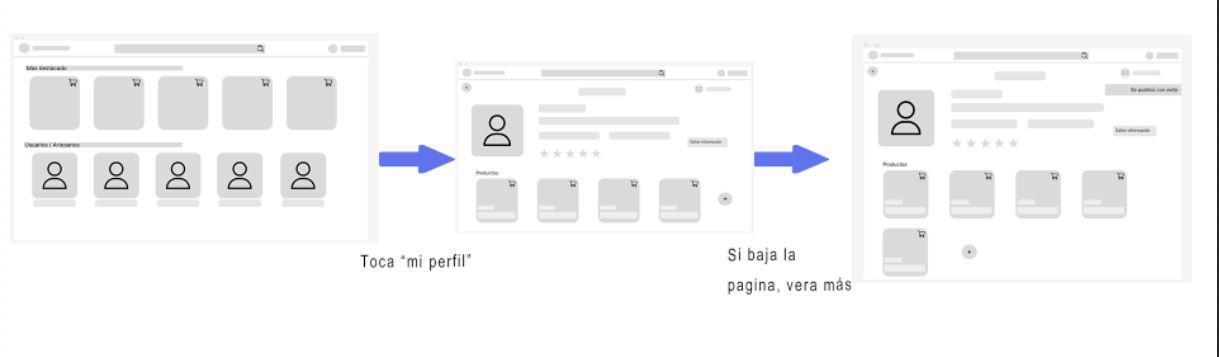 Mas destacado
Usuarios / Artesanos
Toca “mi perfil”
Editar información
Productos
Si baja la
pagina, vera más
Se publicó con exito
Editar información
Productos